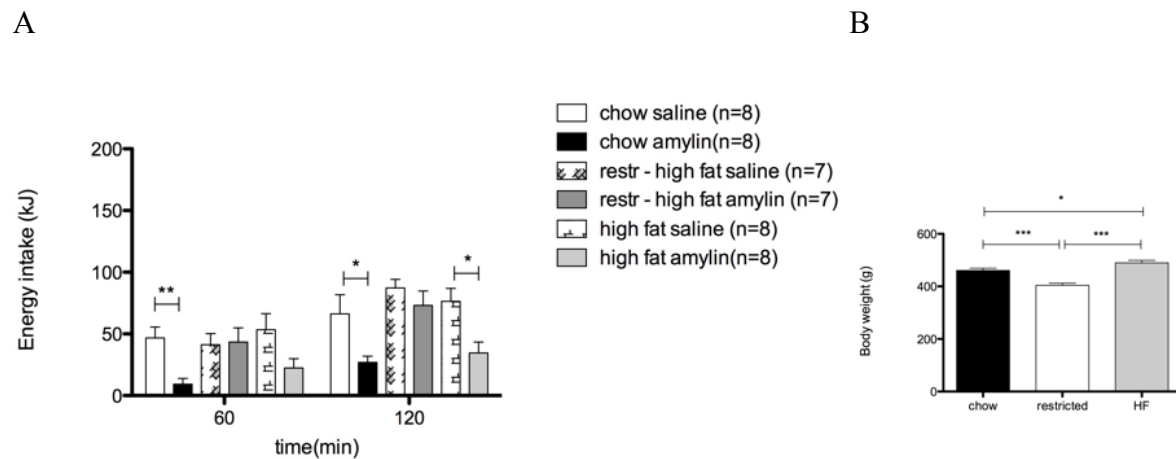 A
B
chow saline (n=8)
chow amylin(n=8)
restr - high fat saline (n=7)
restr - high fat amylin (n=7)
high fat saline (n=8)
high fat amylin(n=8)
Energy intake (kJ)
200
150
100
50
0
**
*
*
60
120
time(min)
Body weight (g)
600
400
200
0
*
***
***
chow
restricted
HF